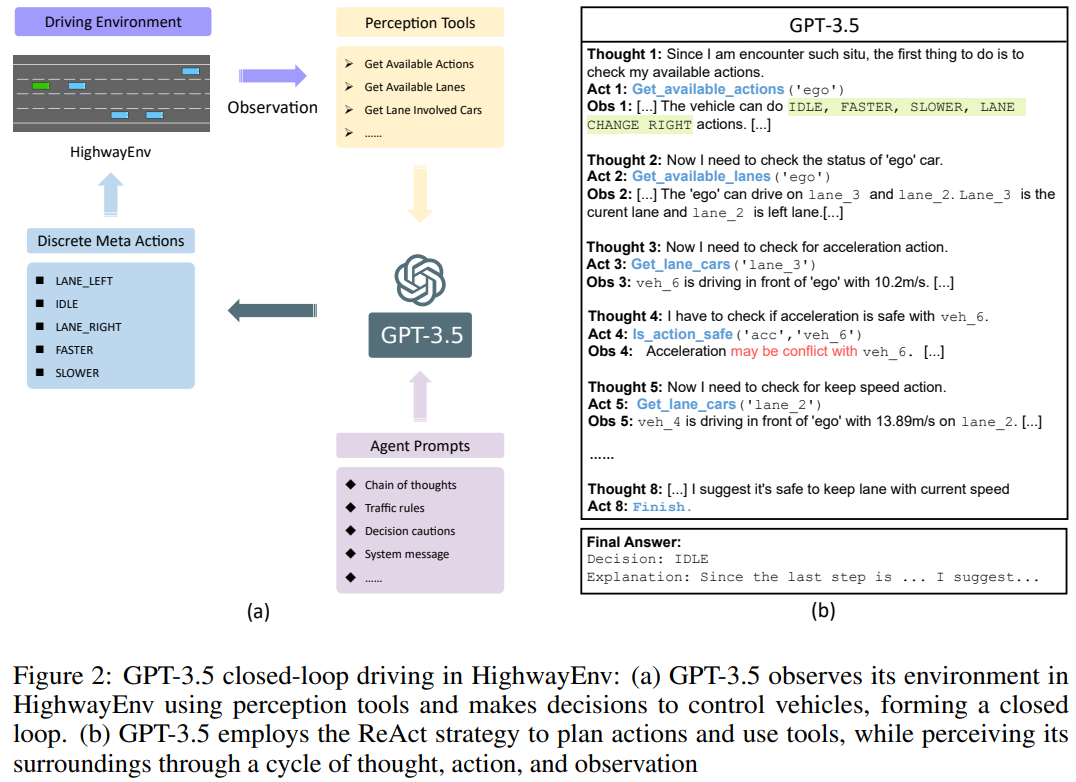 Driving Environment
HighwayEnv
Observation
Perception Tools
Get Available Actions
Get Available Lanes
Get Lane Involved Cars
......
Discrete Meta Actions
LANE_LEFT
IDLE
LANE_RIGHT
FASTER
SLOWER
GPT-3.5
Agent Prompts
Chain of thoughts
Traffic rules
Decision cautions
System message
......
(a)
GPT-3.5
Thought 1: Since I am encounter such situ, the first thing to do is to
check my available actions.
Act 1: Get_available_actions('ego')
Obs 1: [...] The vehicle can do IDLE, FASTER, SLOWER, LANE
CHANGE RIGHT actions. [...]
Thought 2: Now I need to check the status of 'ego' car.
Act 2: Get_available_lanes('ego')
Obs 2: [...] The 'ego' can drive on lane_3 and lane_2. Lane_3 is the
curent lane and lane_2 is left lane.[...]
Thought 3: Now I need to check for acceleration action.
Act 3: Get_lane_cars('lane_3')
Obs 3: veh_6 is driving in front of 'ego' with 10.2m/s. [...]
Thought 4: I have to check if acceleration is safe with veh_6.
Act 4: Is_action_safe('acc','veh_6')
Obs 4: Acceleration may be conflict with veh_6. [...]
Thought 5: Now I need to check for keep speed action.
Act 5: Get_lane_cars('lane_2')
Obs 5: veh_4 is driving in front of 'ego' with 13.89m/s on lane_2. [...]
......
Thought 8: [...] I suggest it's safe to keep lane with current speed
Act 8: Finish.
Final Answer:
Decision: IDLE
Explanation: Since the last step is ... I suggest...
(b)
Figure 2: GPT-3.5 closed-loop driving in HighwayEnv: (a) GPT-3.5 observes its environment in
HighwayEnv using perception tools and makes decisions to control vehicles, forming a closed
loop. (b) GPT-3.5 employs the ReAct strategy to plan actions and use tools, while perceiving its
surroundings through a cycle of thought, action, and observation